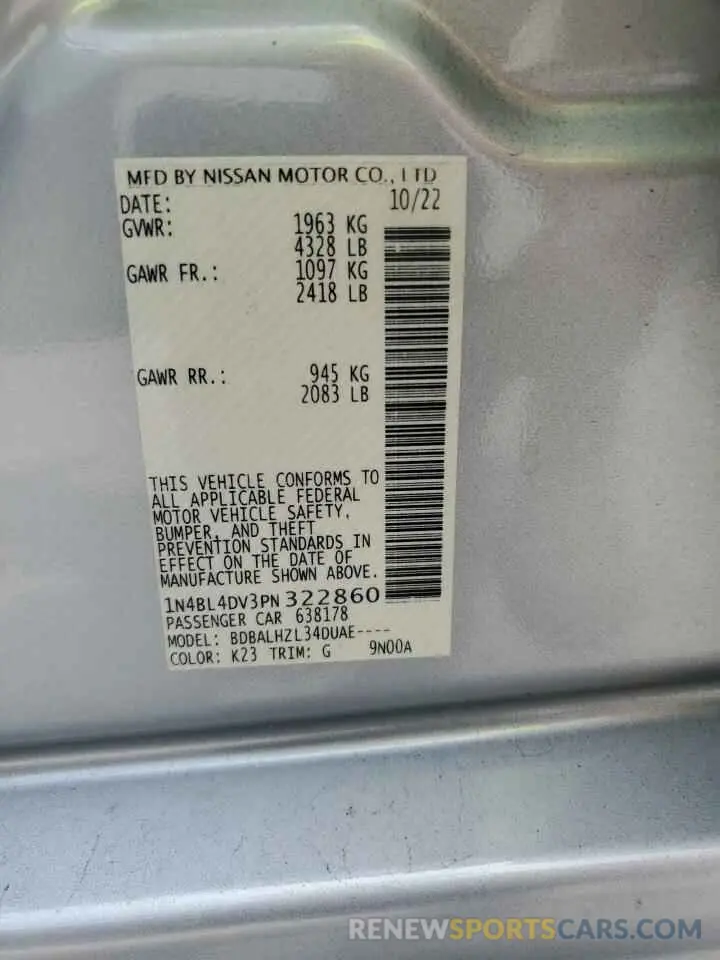 MFD BY NISSAN MOTOR CO., LTD
DATE: 10/22
GVWR: 1963 KG
4328 LB
GAWR FR.: 1097 KG
2418 LB
GAWR RR.: 945 KG
2083 LB
THIS VEHICLE CONFORMS TO
ALL APPLICABLE FEDERAL
MOTOR VEHICLE SAFETY,
BUMPER, AND THEFT
PREVENTION STANDARDS IN
EFFECT ON THE DATE OF
MANUFACTURE SHOWN ABOVE.
1N4BL4DV3PN322860
PASSENGER CAR 638178
MODEL: BDBALHZL34DUAE----
COLOR: K23 TRIM: G 9N00A
RENEWSPORTSCARS.COM